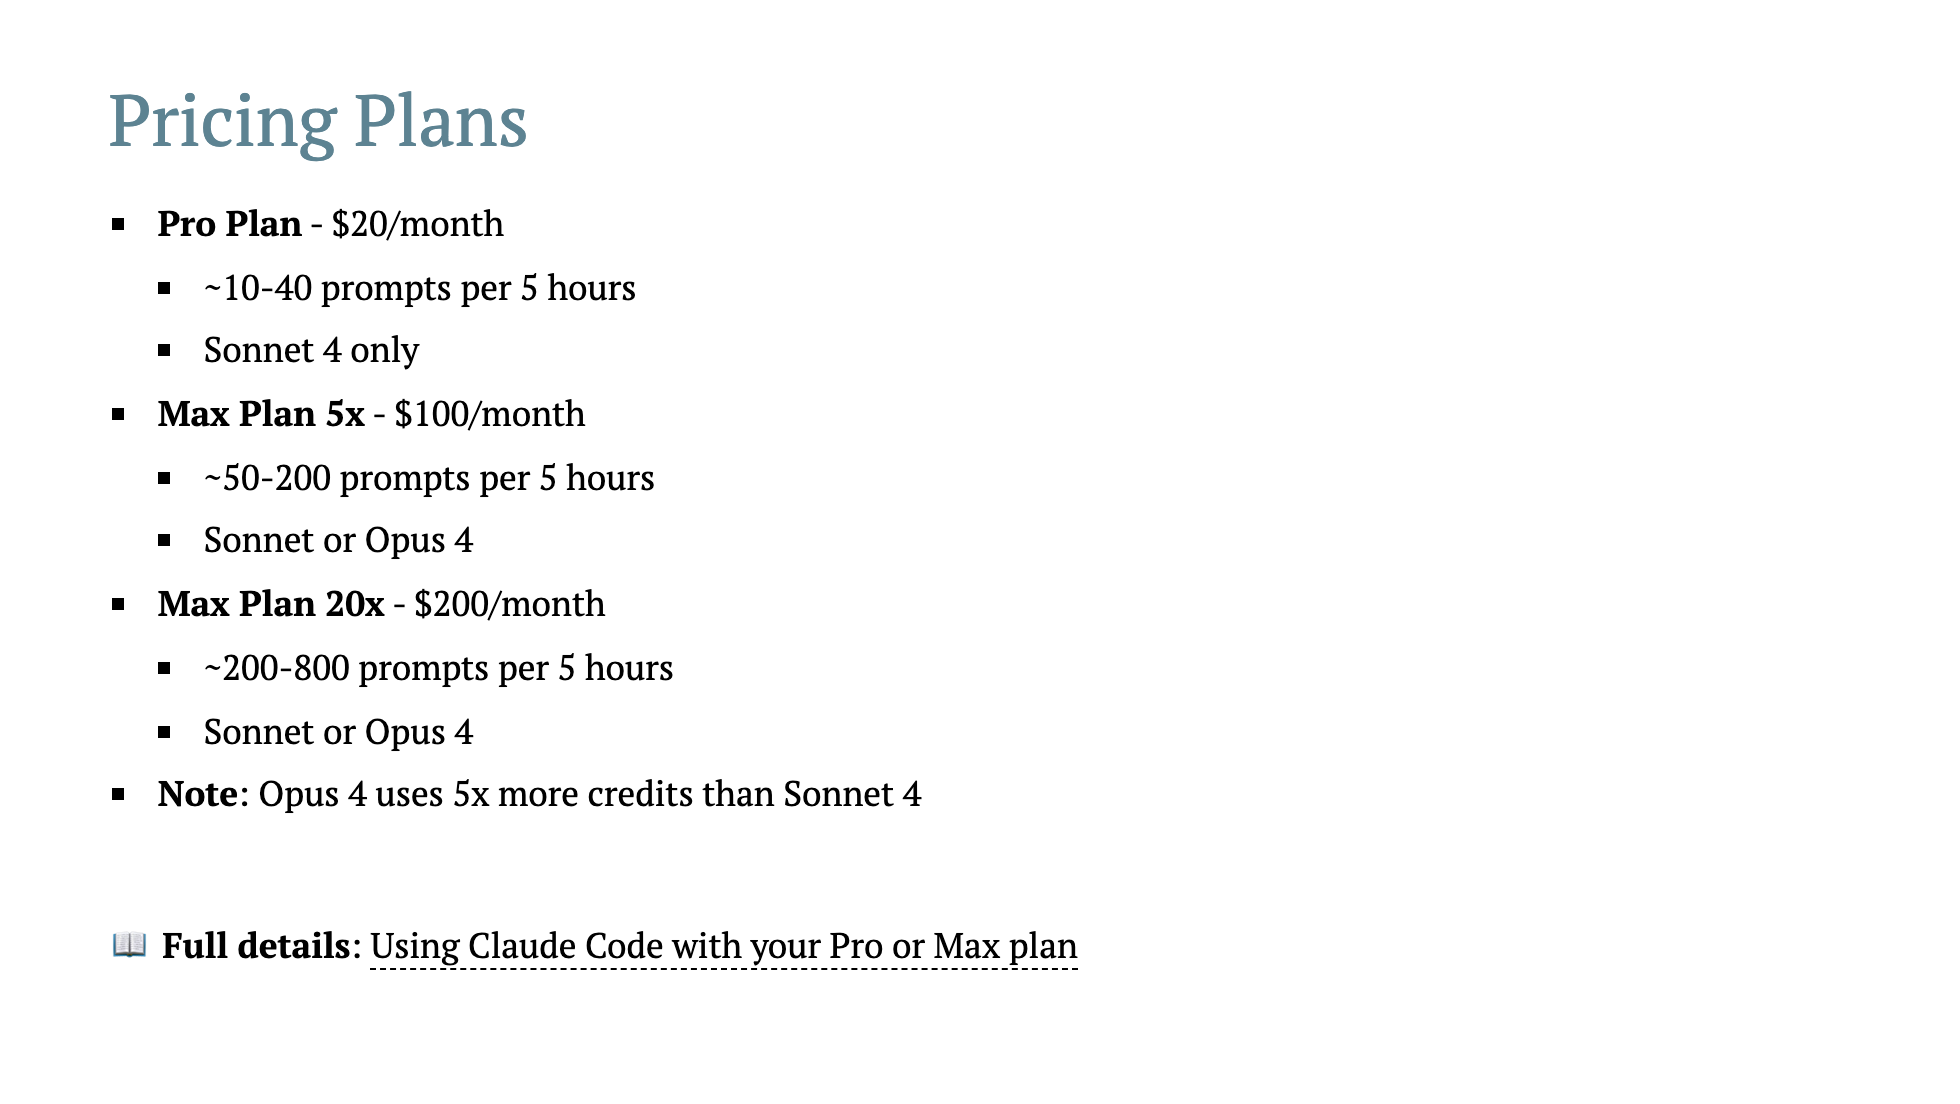 Pricing Plans
▪ Pro Plan - $20/month
▪ ~10-40 prompts per 5 hours
▪ Sonnet 4 only
▪ Max Plan 5x - $100/month
▪ ~50-200 prompts per 5 hours
▪ Sonnet or Opus 4
▪ Max Plan 20x - $200/month
▪ ~200-800 prompts per 5 hours
▪ Sonnet or Opus 4
▪ Note: Opus 4 uses 5x more credits than Sonnet 4
📖 Full details: Using Claude Code with your Pro or Max plan